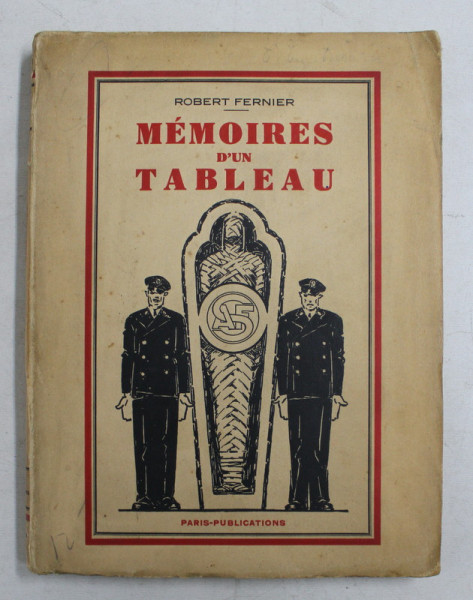 ROBERT FERNIER
MÉMOIRES
D'UN
TABLEAU
PARIS-PUBLICATIONS